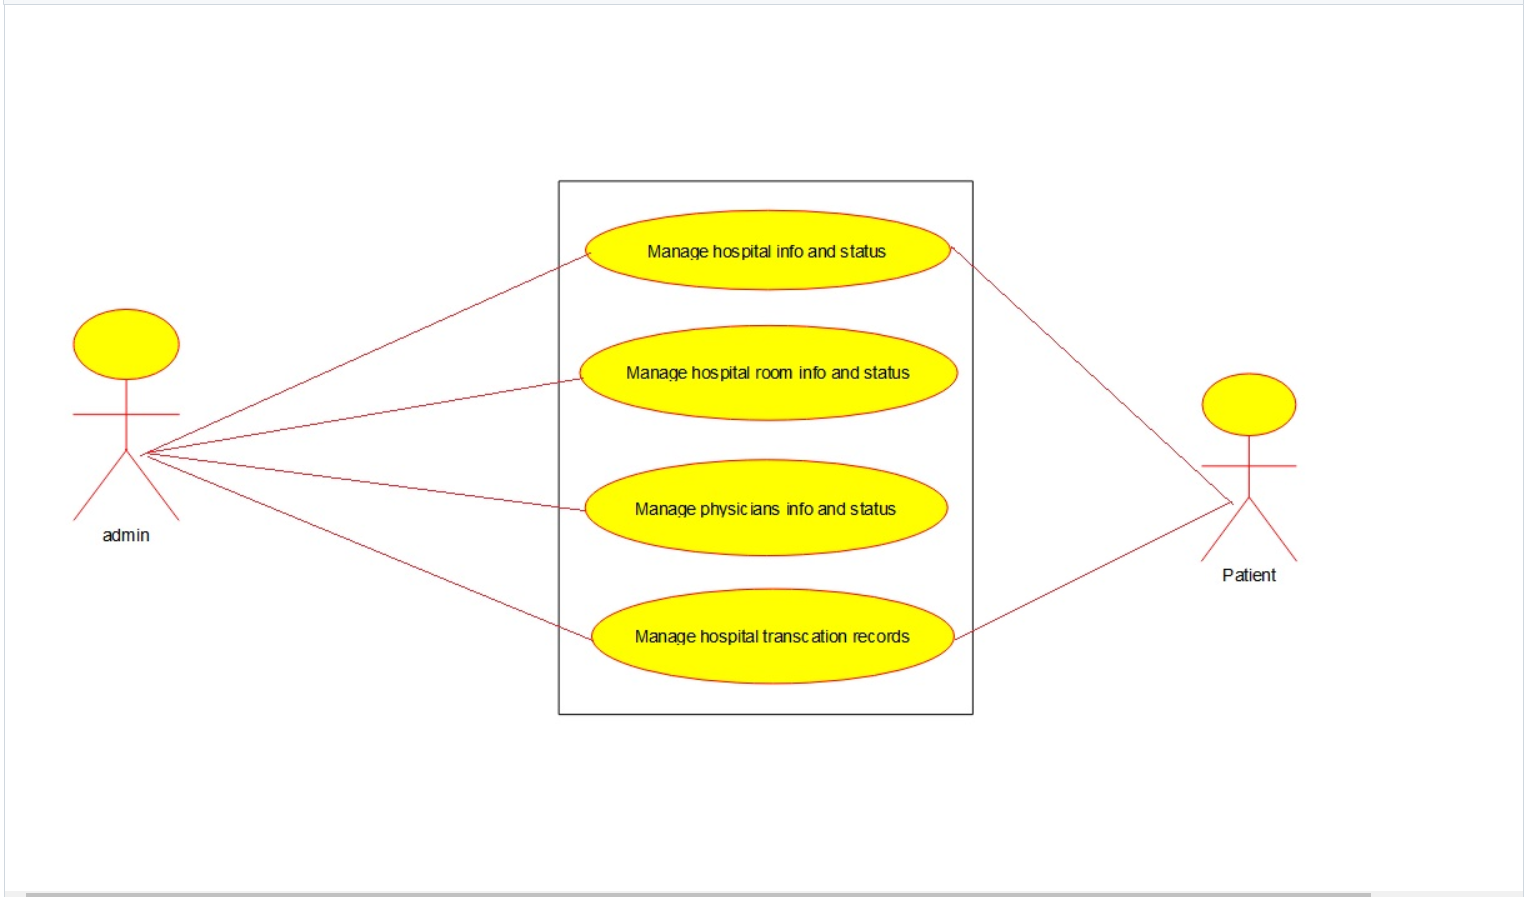 Manage hospital info and status
Manage hospital room info and status
admin
Manage physicians info and status
Patient
Manage hospital transcation records